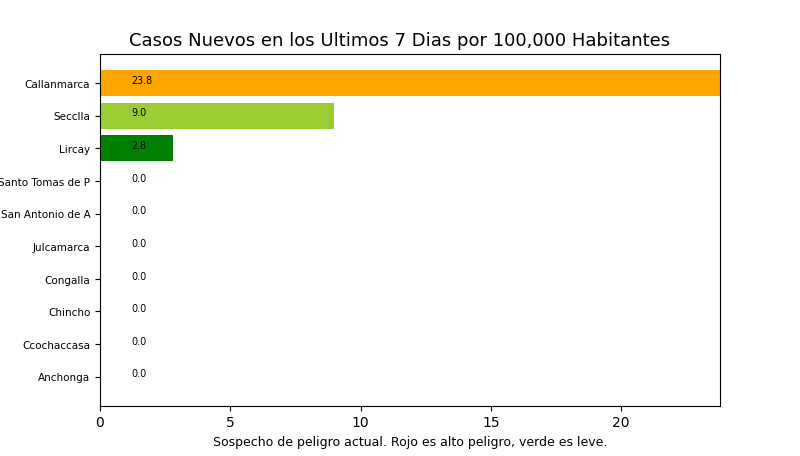 Casos Nuevos en los Ultimos 7 Dias por 100,000 Habitantes
Callanmarca 23.8
Secclla 9.0
Lircay 2.8
Santo Tomas de P 0.0
San Antonio de A 0.0
Julcamarca 0.0
Congalla 0.0
Chincho 0.0
Ccochaccasa 0.0
Anchonga 0.0
0 5 10 15 20
Sospecho de peligro actual. Rojo es alto peligro, verde es leve.